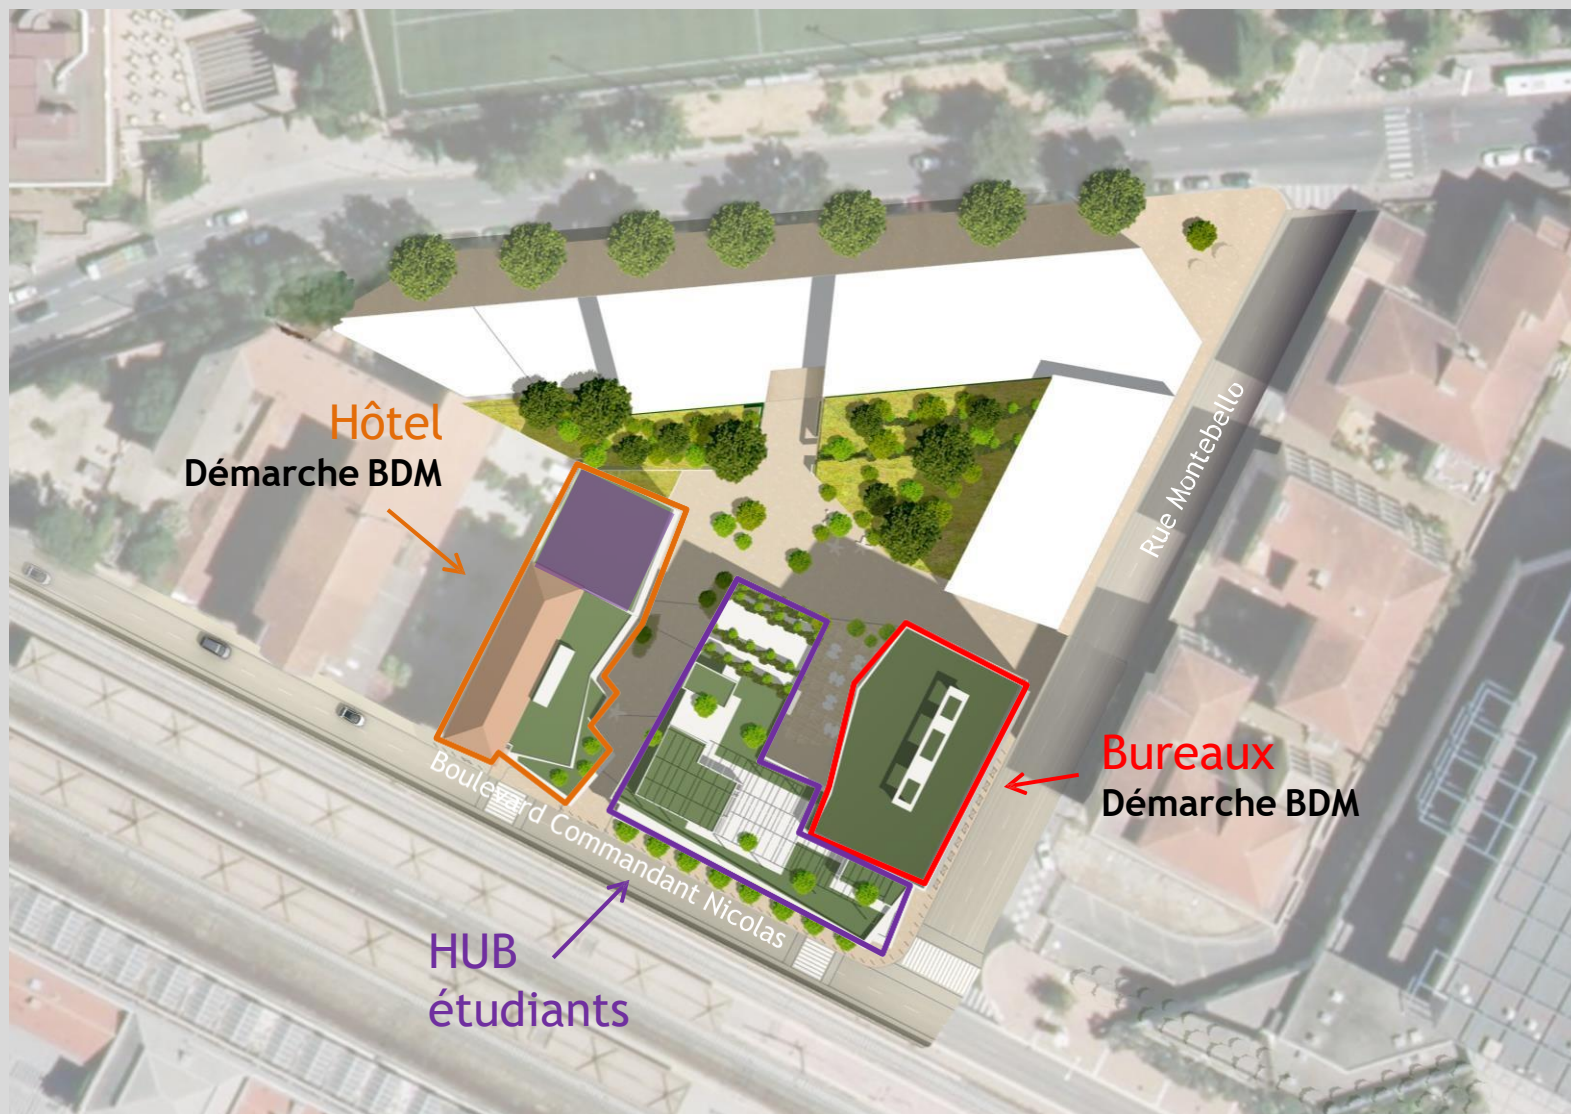 Hôtel
Démarche BDM
Rue Montebello
Bureaux
Démarche BDM
Boulevard Commandant Nicolas
HUB
étudiants